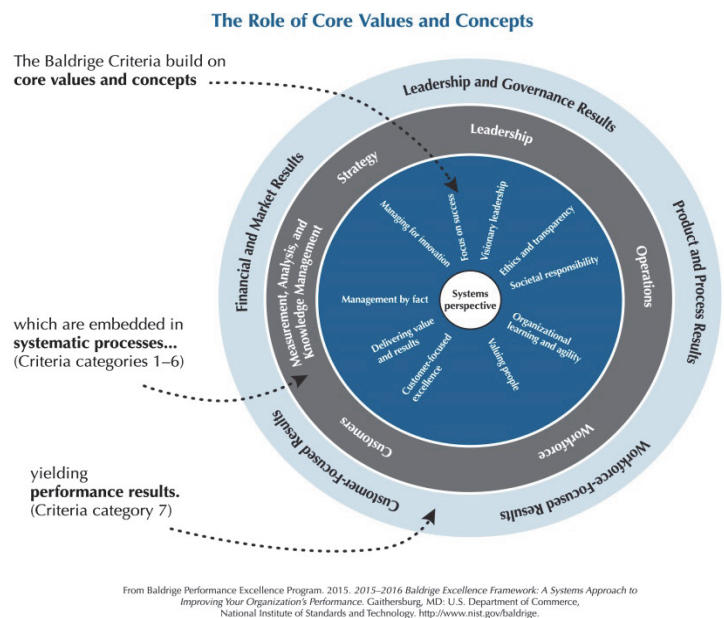 The Role of Core Values and Concepts
The Baldrige Criteria build on
core values and concepts
which are embedded in
systematic processes...
(Criteria categories 1–6)
yielding
performance results.
(Criteria category 7)
Leadership and Governance Results
Product and Process Results
Workforce-Focused Results
Customer-Focused Results
Financial and Market Results
Leadership
Operations
Workforce
Customers
Measurement, Analysis, and
Knowledge Management
Strategy
Focus on success
Visionary leadership
Ethics and transparency
Societal responsibility
Organizational
learning and agility
Valuing people
Customer-focused
excellence
Delivering value
and results
Management by fact
Managing for innovation
Systems
perspective
From Baldrige Performance Excellence Program. 2015. 2015–2016 Baldrige Excellence Framework: A Systems Approach to
Improving Your Organization's Performance. Gaithersburg, MD: U.S. Department of Commerce,
National Institute of Standards and Technology. http://www.nist.gov/baldrige.